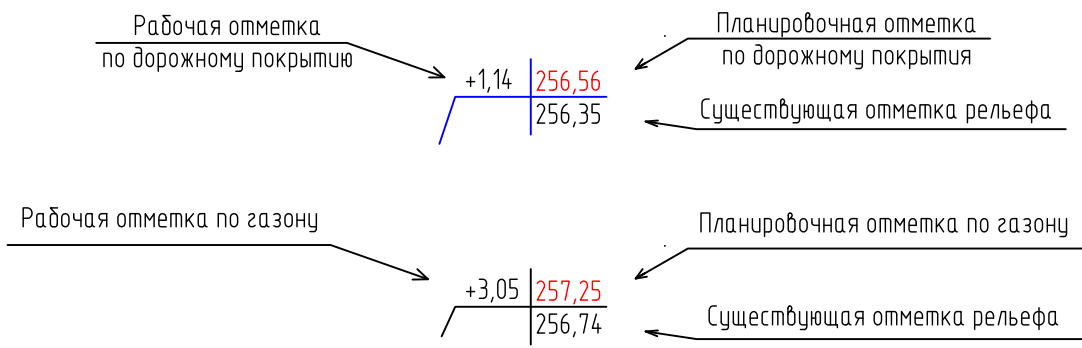 Рабочая отметка
по дорожному покрытию
Планировочная отметка
по дорожному покрытия
+1,14 256,56
256,35
Существующая отметка рельефа
Рабочая отметка по газону
Планировочная отметка по газону
+3,05 257,25
256,74
Существующая отметка рельефа